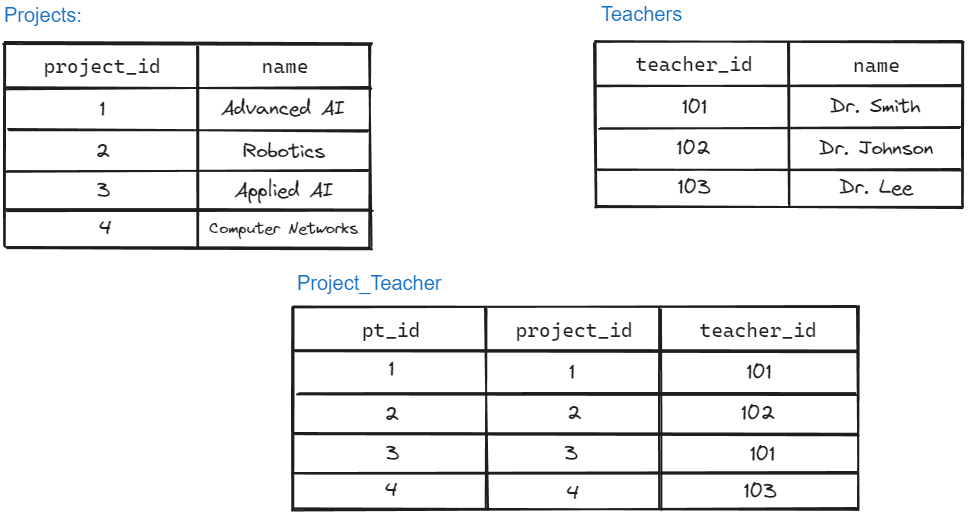 Projects:
project_id name
1 Advanced AI
2 Robotics
3 Applied AI
4 Computer Networks
Teachers
teacher_id name
101 Dr. Smith
102 Dr. Johnson
103 Dr. Lee
Project_Teacher
pt_id project_id teacher_id
1 1 101
2 2 102
3 3 101
4 4 103